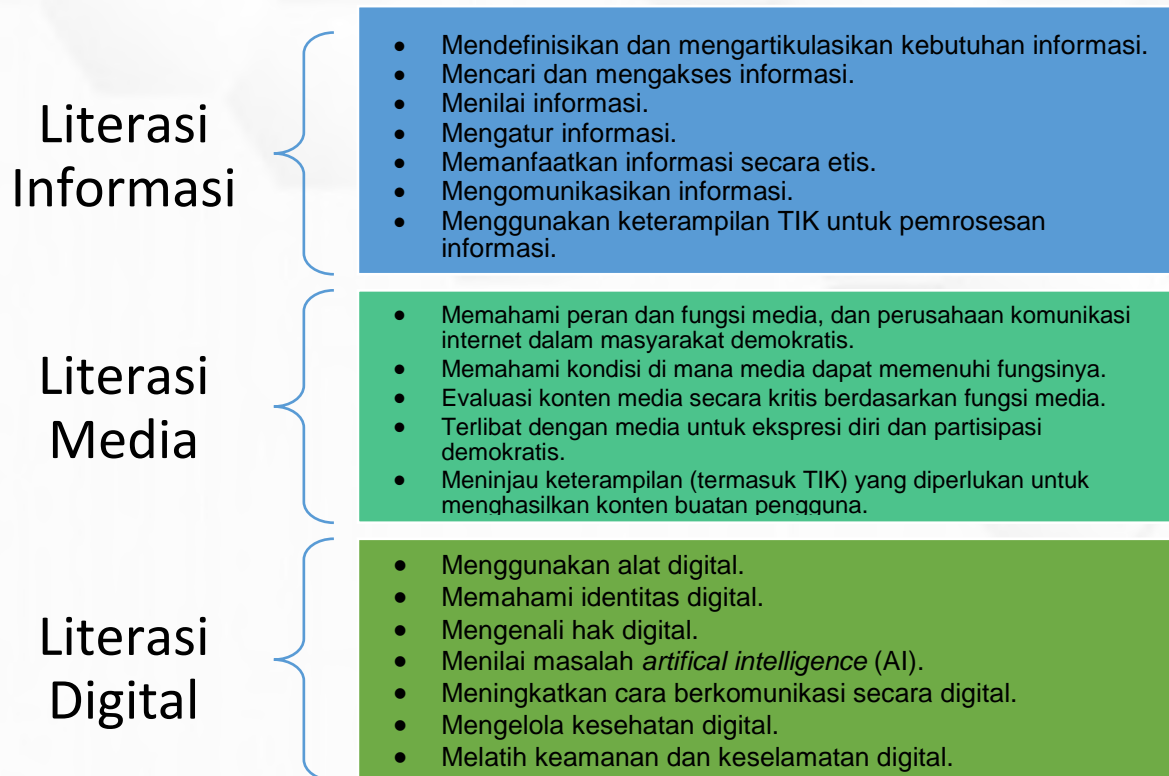 Literasi
Informasi
• Mendefinisikan dan mengartikulasikan kebutuhan informasi.
• Mencari dan mengakses informasi.
• Menilai informasi.
• Mengatur informasi.
• Memanfaatkan informasi secara etis.
• Mengomunikasikan informasi.
• Menggunakan keterampilan TIK untuk pemrosesan
informasi.
Literasi
Media
• Memahami peran dan fungsi media, dan perusahaan komunikasi
internet dalam masyarakat demokratis.
• Memahami kondisi di mana media dapat memenuhi fungsinya.
• Evaluasi konten media secara kritis berdasarkan fungsi media.
• Terlibat dengan media untuk ekspresi diri dan partisipasi
demokratis.
• Meninjau keterampilan (termasuk TIK) yang diperlukan untuk
menghasilkan konten buatan pengguna.
Literasi
Digital
• Menggunakan alat digital.
• Memahami identitas digital.
• Mengenali hak digital.
• Menilai masalah artifical intelligence (AI).
• Meningkatkan cara berkomunikasi secara digital.
• Mengelola kesehatan digital.
• Melatih keamanan dan keselamatan digital.